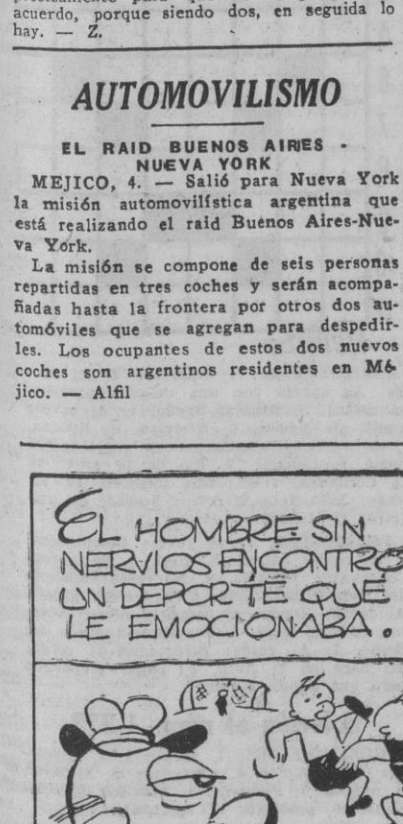 acuerdo, porque siendo dos, en seguida lo
hay. — Z.
AUTOMOVILISMO
EL RAID BUENOS AIRES -
NUEVA YORK
MEJICO, 4. — Salió para Nueva York
la misión automovilística argentina que
está realizando el raid Buenos Aires-Nue-
va York.
La misión se compone de seis personas
repartidas en tres coches y serán acompa-
ñadas hasta la frontera por otros dos au-
tomóviles que se agregan para despedir-
les. Los ocupantes de estos dos nuevos
coches son argentinos residentes en Mé-
jico. — Alfil
EL HOMBRE SIN
NERVIOS ENCONTRO
UN DEPORTE QUE
LE EMOCIONABA.